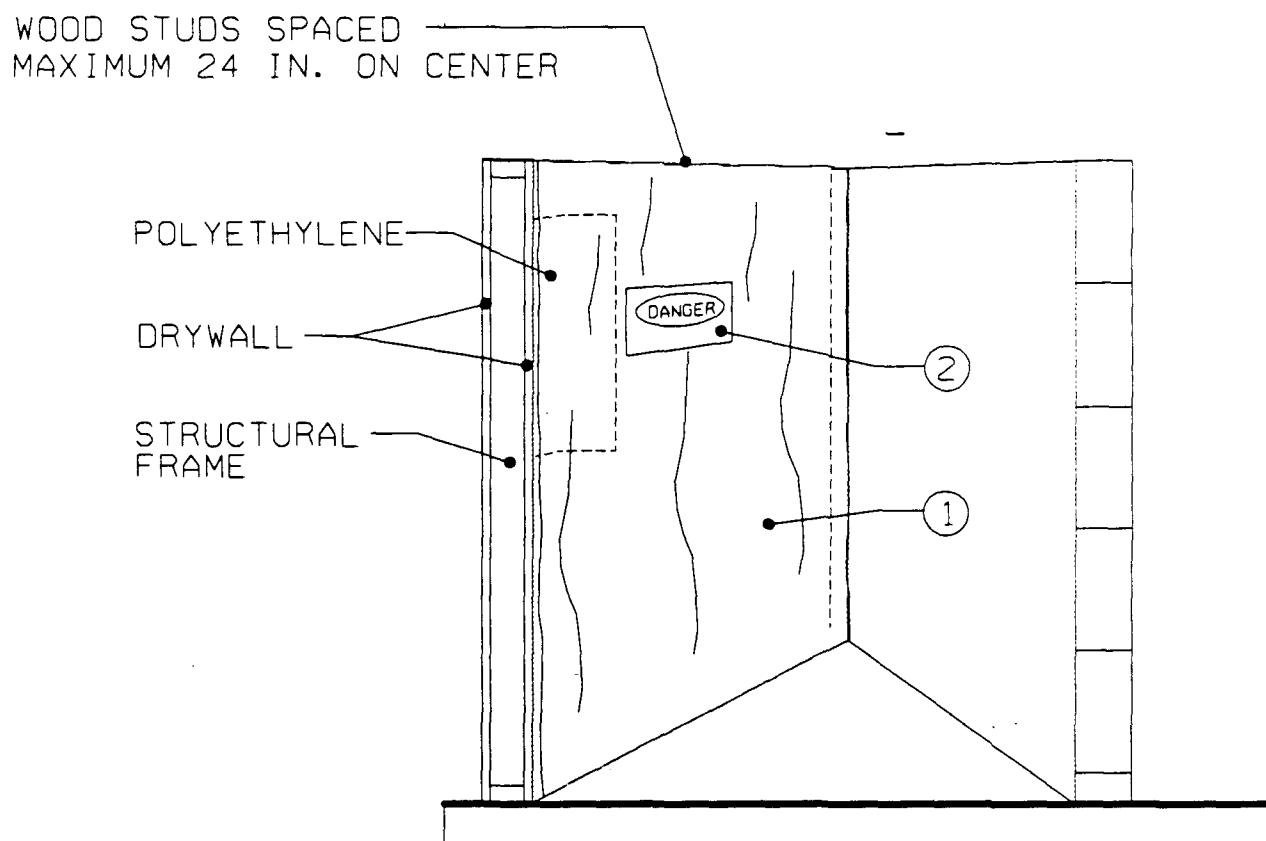 WOOD STUDS SPACED
MAXIMUM 24 IN. ON CENTER
POLYETHYLENE
DANGER
DRYWALL
2
STRUCTURAL
FRAME
1